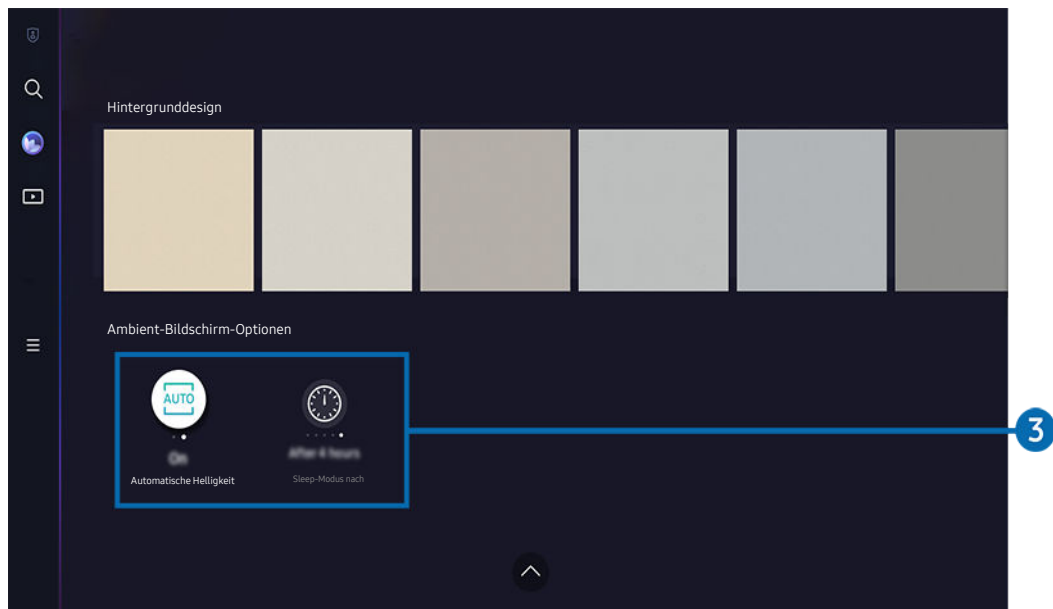 Hintergrunddesign
Ambient-Bildschirm-Optionen
AUTO
On
After 4 hours
Automatische Helligkeit
Sleep-Modus nach
3